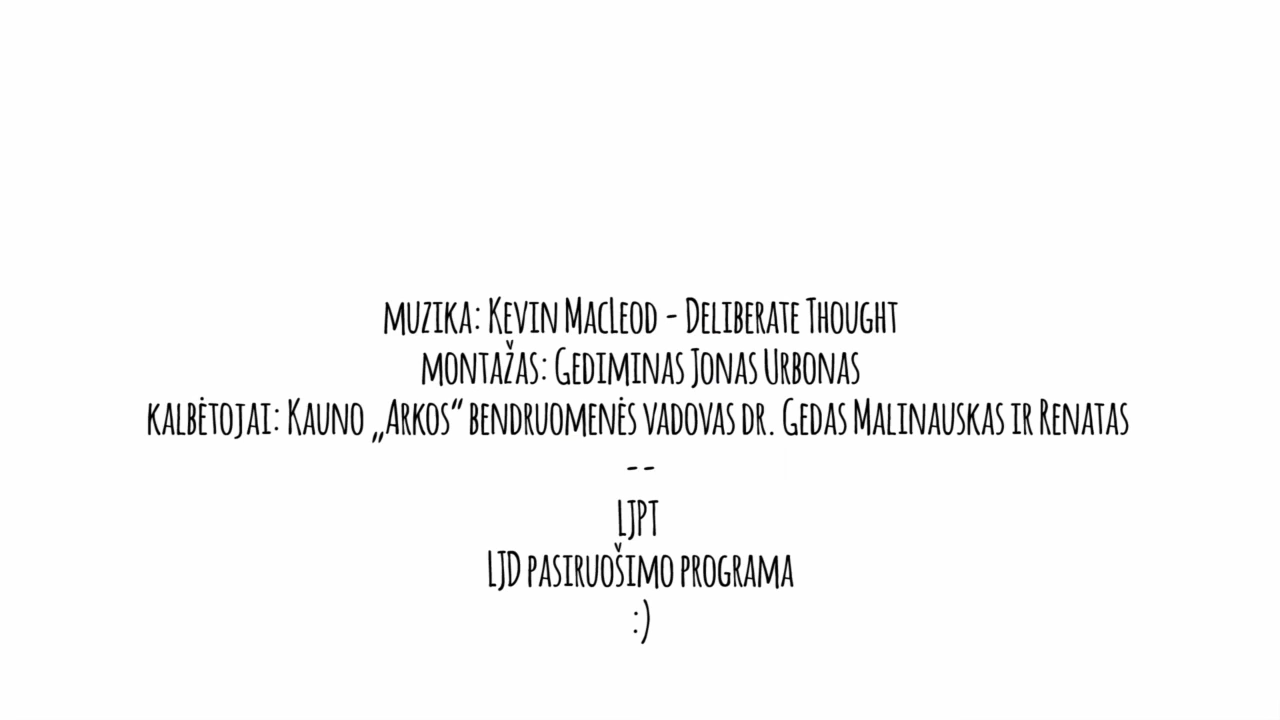 muzika: Kevin MacLeod - Deliberate Thought
montažas: Gediminas Jonas Urbonas
kalbėtojai: Kauno „Arkos“ bendruomenės vadovas dr. Gedas Malinauskas ir Renatas
--
LJPT
LJD pasiruošimo programa
:)